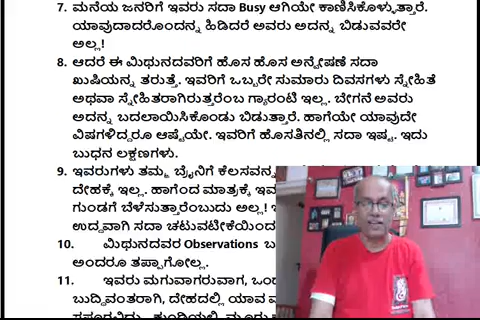 7. ಮನೆಯ ಜನರಿಗೆ ಇವರು ಸದಾ Busy ಆಗಿಯೇ ಕಾಣಿಸಿಕೊಳ್ಳುತ್ತಾರೆ.
ಯಾವುದಾದರೊಂದನ್ನ ಹಿಡಿದರೆ ಅವರು ಅದನ್ನ ಬಿಡುವವರೇ
ಅಲ್ಲ!
8. ಆದರೆ ಈ ಮಿಥುನದವರಿಗೆ ಹೊಸ ಹೊಸ ಅನ್ವೇಷಣೆ ಸದಾ
ಖುಷಿಯನ್ನ ತರುತ್ತೆ. ಇವರಿಗೆ ಒಬ್ಬರೇ ಸುಮಾರು ದಿವಸಗಳು ಸ್ನೇಹಿತೆ
ಅಥವಾ ಸ್ನೇಹಿತರಾಗಿರುತ್ತರೆಂಬ ಗ್ಯಾರಂಟಿ ಇಲ್ಲ. ಬೇಗನೆ ಅವರು
ಅದನ್ನ ಬದಲಾಯಿಸಿಕೊಂಡು ಬಿಡುತ್ತಾರೆ. ಹಾಗೆಯೇ ಯಾವುದೇ
ವಿಷಗಳಿದ್ದರೂ ಆಷ್ಟೆಯೇ. ಇವರಿಗೆ ಹೊಸತಿನಲ್ಲಿ ಸದಾ ಇಷ್ಟ. ಇದು
ಬುಧನ ಲಕ್ಷಣಗಳು.
9. ಇವರುಗಳು ತಮ್ಮ ಬ್ರೈನಿಗೆ ಕೆಲಸವನ್ನು
ದೇಹಕ್ಕೆ ಇಲ್ಲ. ಹಾಗೆಂದ ಮಾತ್ರಕ್ಕೆ ಇವ
ಗುಂಡಗೆ ಬೆಳೆಸುತ್ತಾರೆಂಬುದು ಅಲ್ಲ!
ಉದ್ದವಾಗಿ ಸದಾ ಚಟುವಟೀಕೆಯಿಂದ
10. ಮಿಥುನದವರ Observations ಬ
ಅಂದರೂ ತಪ್ಪಾಗೋಲ್ಲ.
11. ಇವರು ಮಗುವಾಗರುವಾಗ, ಒಂದ
ಬುದ್ದಿವಂತರಾಗಿ, ದೇಹದಲ್ಲಿ ಯಾವ